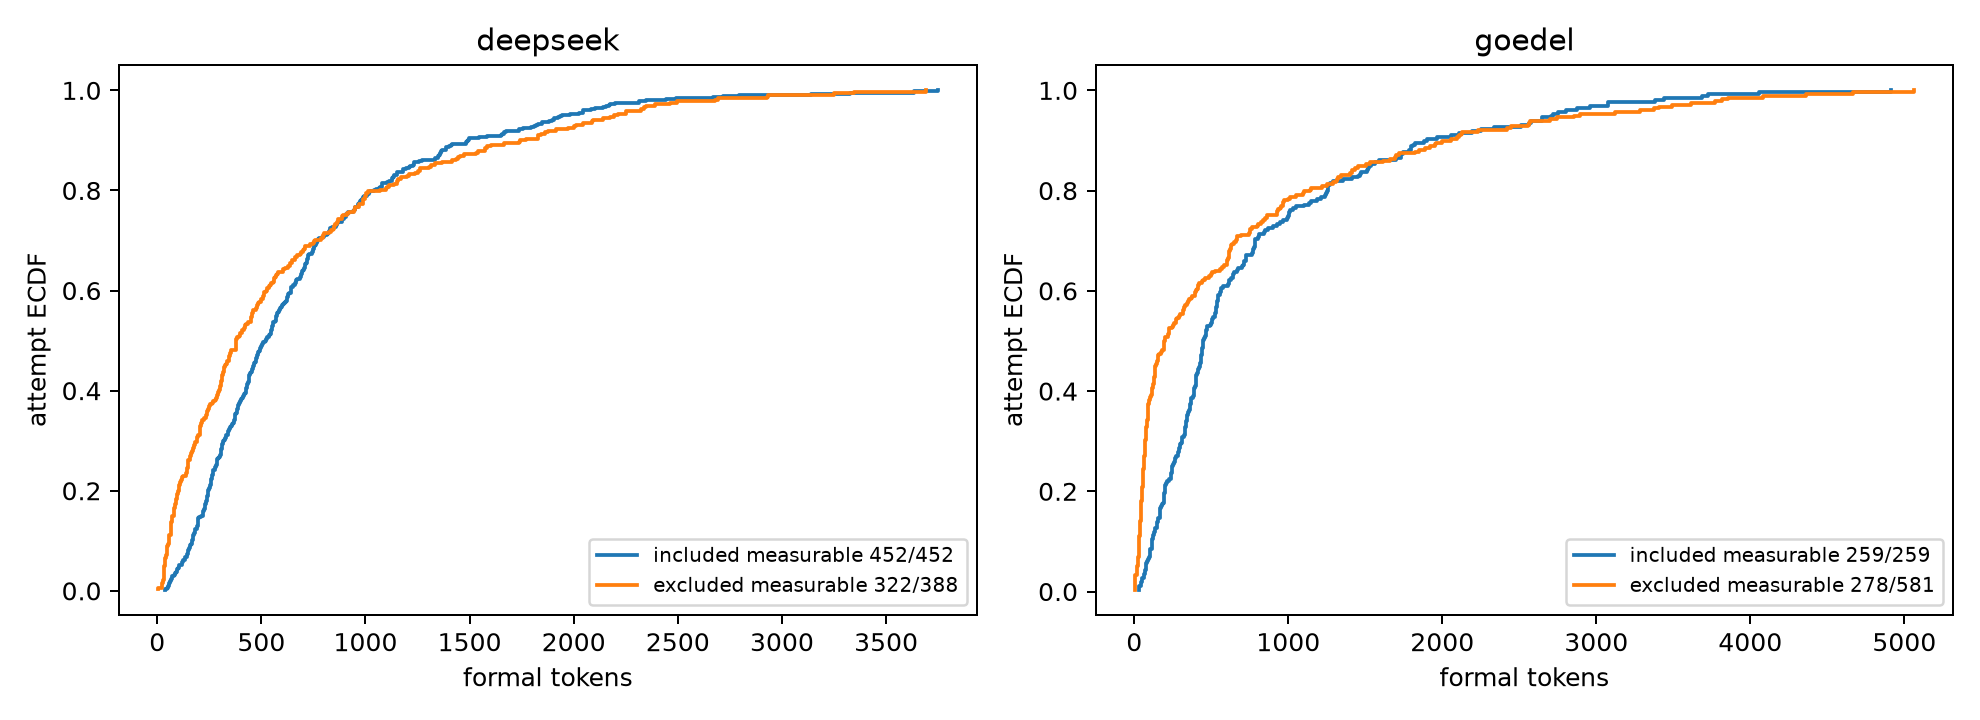 deepseek
attempt ECDF
1.0
0.8
0.6
0.4
0.2
0.0
included measurable 452/452
excluded measurable 322/388
0 500 1000 1500 2000 2500 3000 3500
formal tokens
goedel
attempt ECDF
1.0
0.8
0.6
0.4
0.2
0.0
included measurable 259/259
excluded measurable 278/581
0 1000 2000 3000 4000 5000
formal tokens